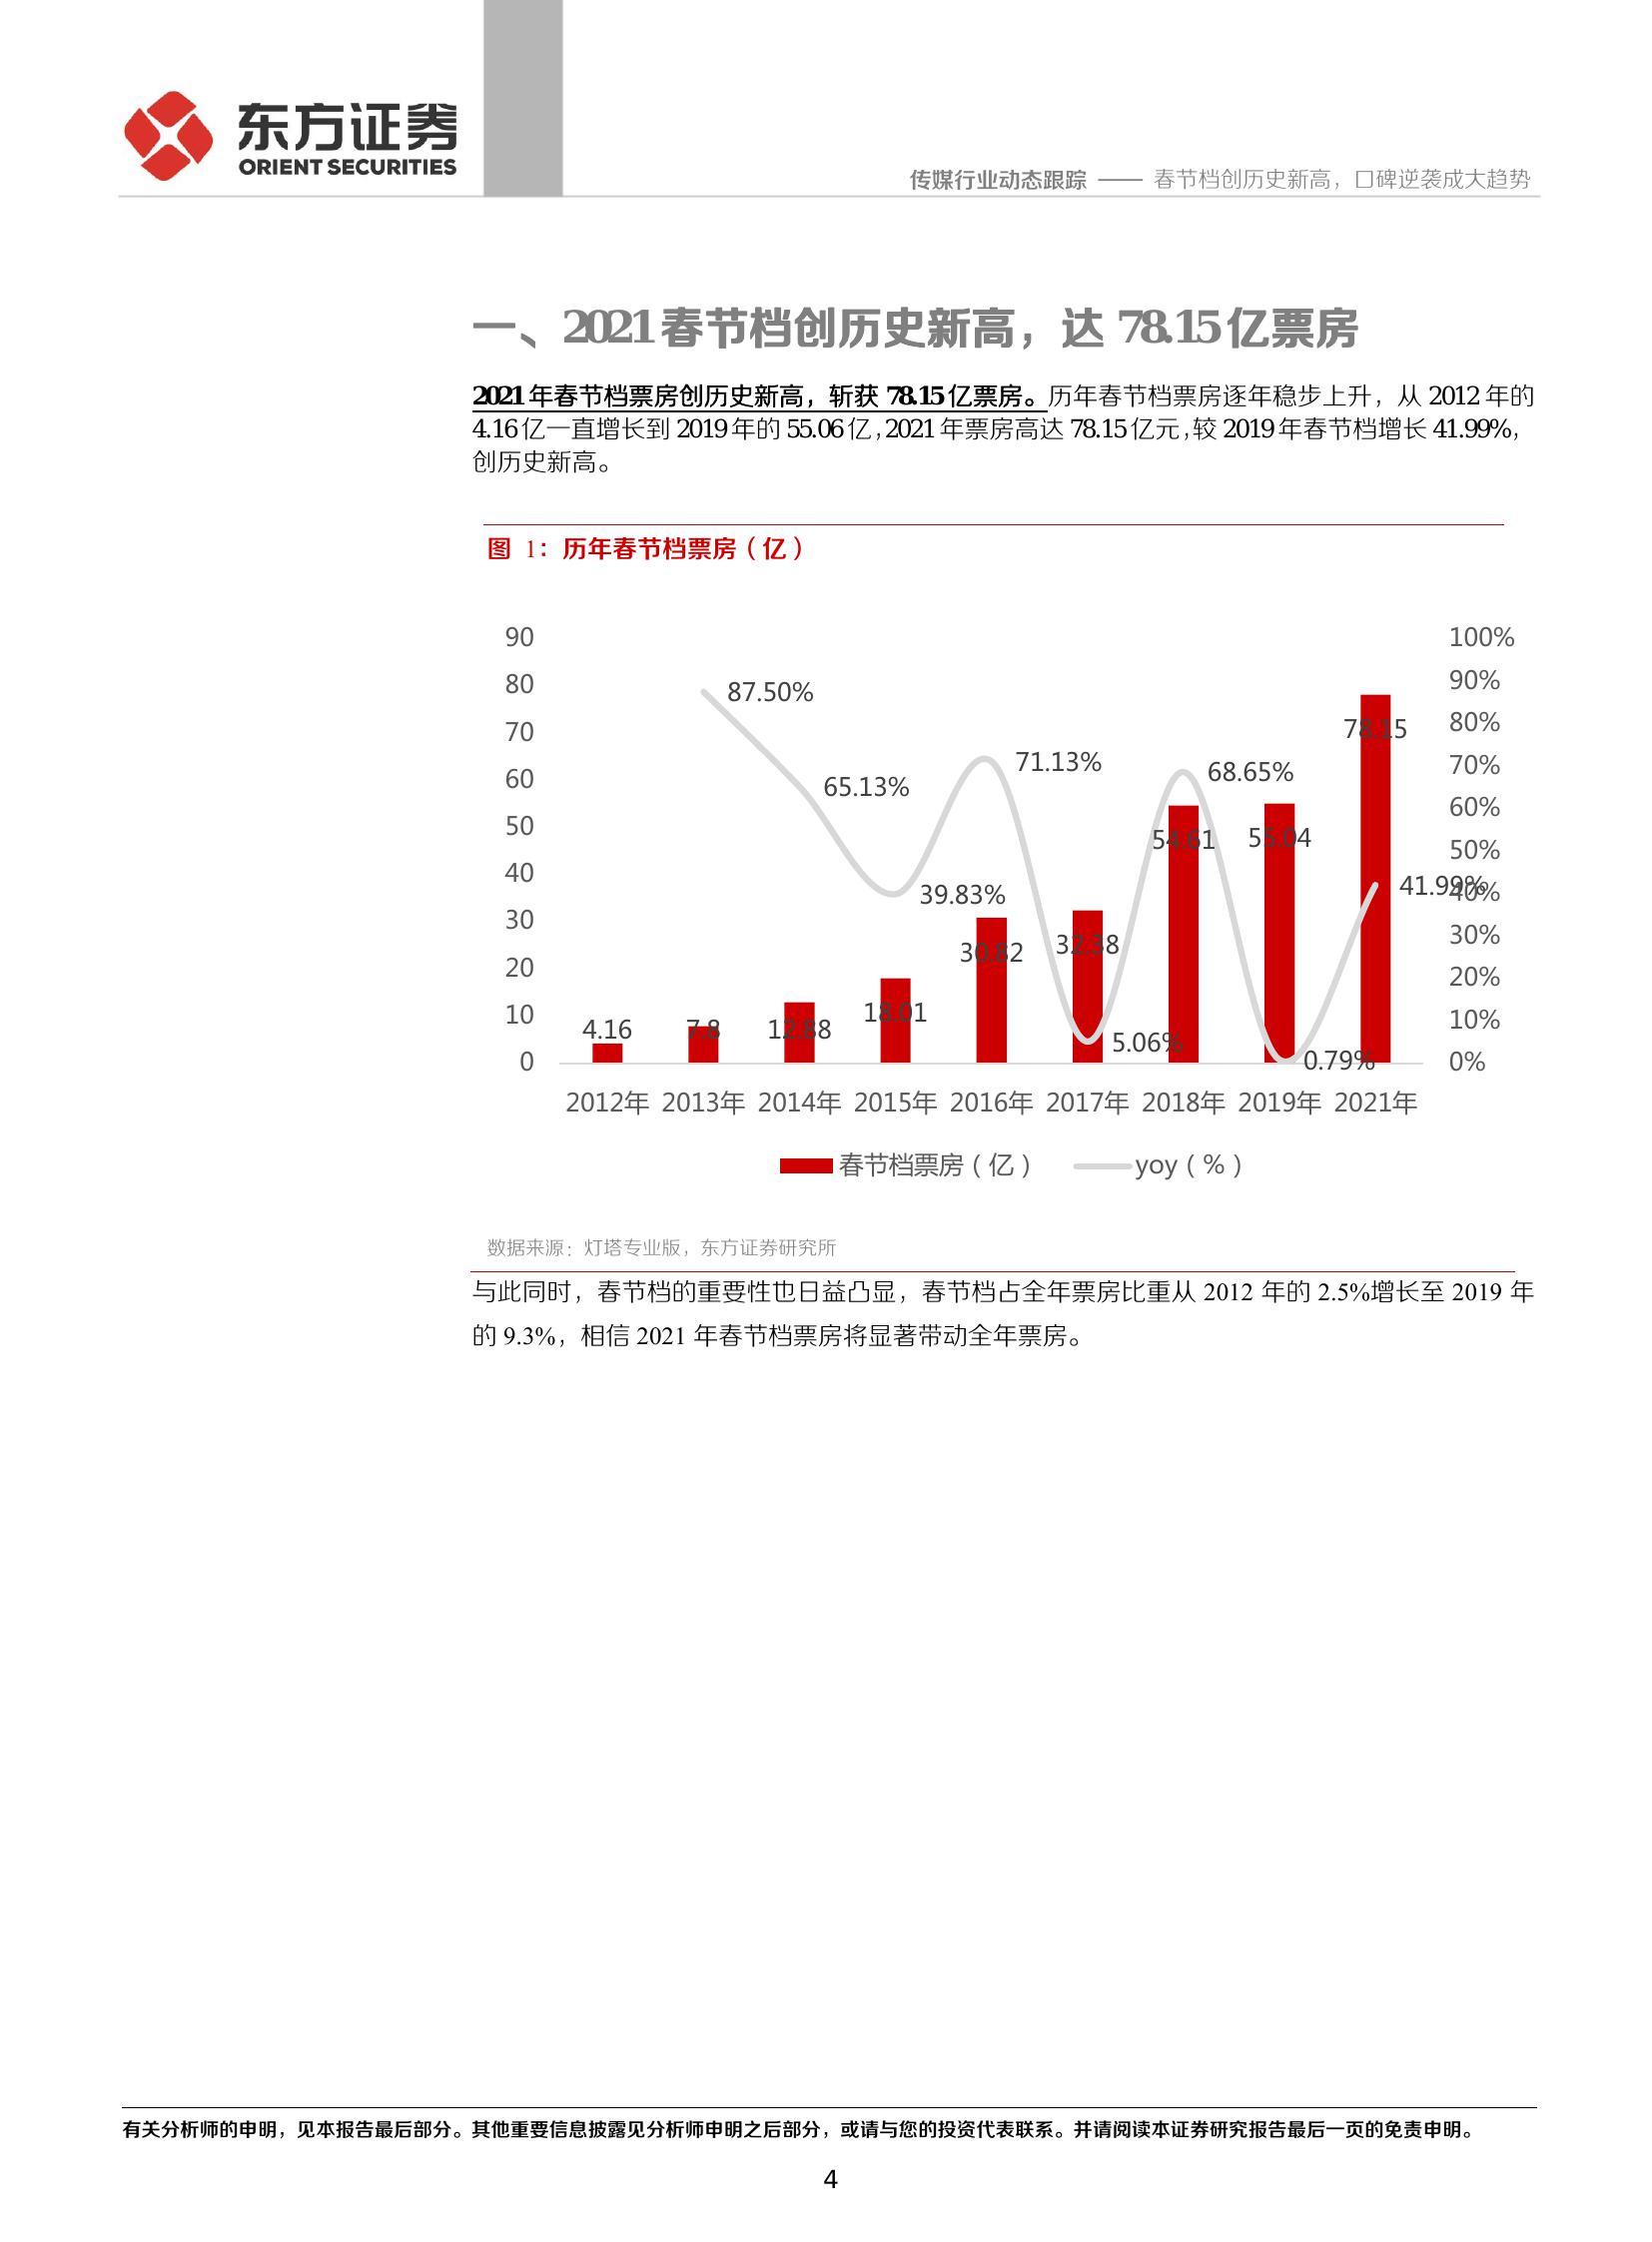 东方证券
ORIENT SECURITIES
传媒行业动态跟踪 —— 春节档创历史新高，口碑逆袭成大趋势
一、2021春节档创历史新高，达 78.15亿票房
2021年春节档票房创历史新高，斩获 78.15亿票房。历年春节档票房逐年稳步上升，从 2012 年的
4.16亿一直增长到 2019年的 55.06亿，2021年票房高达 78.15亿元，较 2019年春节档增长 41.99%，
创历史新高。
图 1：历年春节档票房（亿）
90
80
70
60
50
40
30
20
10
0
100%
90%
80%
70%
60%
50%
40%
30%
20%
10%
0%
87.50%
65.13%
39.83%
71.13%
5.06%
68.65%
0.79%
41.99%
4.16
7.8
12.88
18.01
30.82
32.38
54.61
55.04
78.15
2012年 2013年 2014年 2015年 2016年 2017年 2018年 2019年 2021年
春节档票房（亿） yoy（%）
数据来源：灯塔专业版，东方证券研究所
与此同时，春节档的重要性也日益凸显，春节档占全年票房比重从 2012 年的 2.5%增长至 2019 年
的 9.3%，相信 2021 年春节档票房将显著带动全年票房。
有关分析师的申明，见本报告最后部分。其他重要信息披露见分析师申明之后部分，或请与您的投资代表联系。并请阅读本证券研究报告最后一页的免责申明。
4